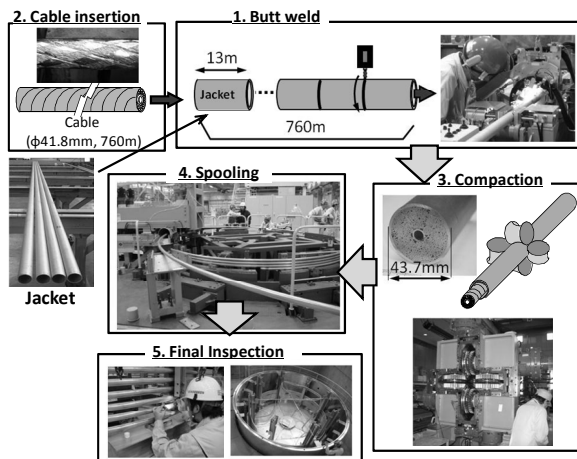 2. Cable insertion
Cable
(φ41.8mm, 760m)
1. Butt weld
13m
Jacket
760m
Jacket
3. Compaction
43.7mm
4. Spooling
5. Final Inspection